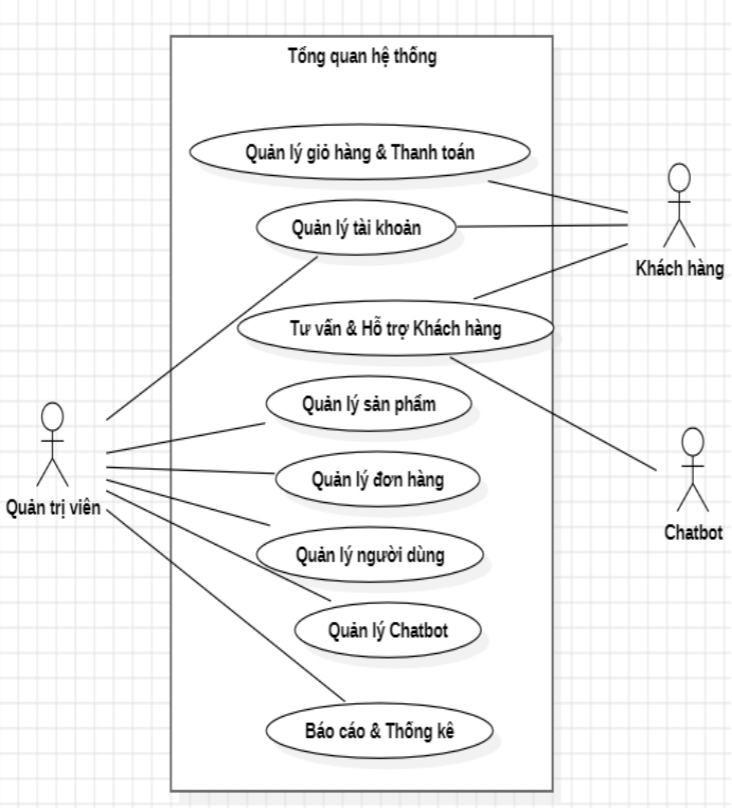 Tổng quan hệ thống
Quản lý giỏ hàng & Thanh toán
Quản lý tài khoản
Khách hàng
Tư vấn & Hỗ trợ Khách hàng
Quản lý sản phẩm
Quản lý đơn hàng
Quản trị viên
Chatbot
Quản lý người dùng
Quản lý Chatbot
Báo cáo & Thống kê